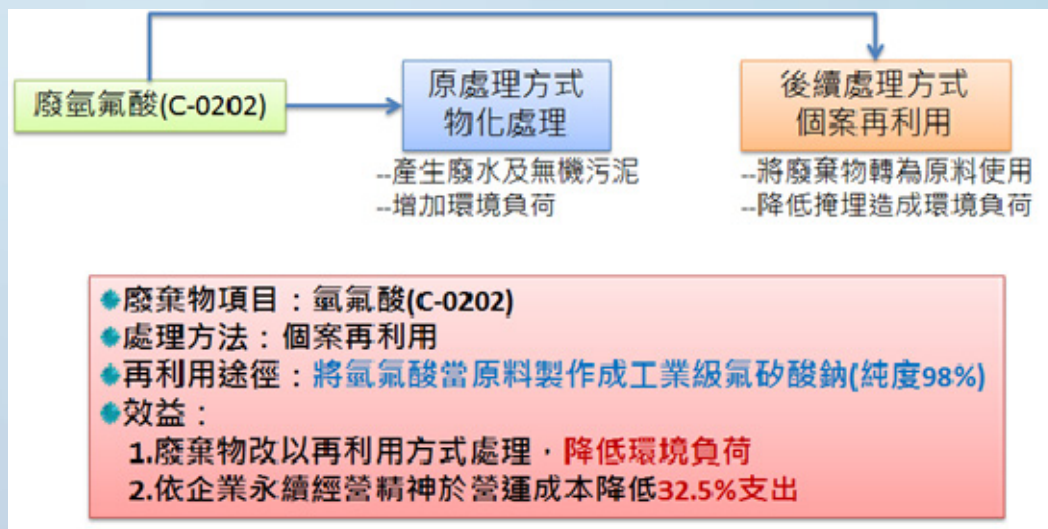 廢氫氟酸(C-0202)
原處理方式
物化處理
--產生廢水及無機污泥
--增加環境負荷
後續處理方式
個案再利用
--將廢棄物轉為原料使用
--降低掩埋造成環境負荷
廢棄物項目：氫氟酸(C-0202)
處理方法：個案再利用
再利用途徑：將氫氟酸當原料製作成工業級氟矽酸鈉(純度98%)
效益：
1.廢棄物改以再利用方式處理，降低環境負荷
2.依企業永續經營精神於營運成本降低32.5%支出